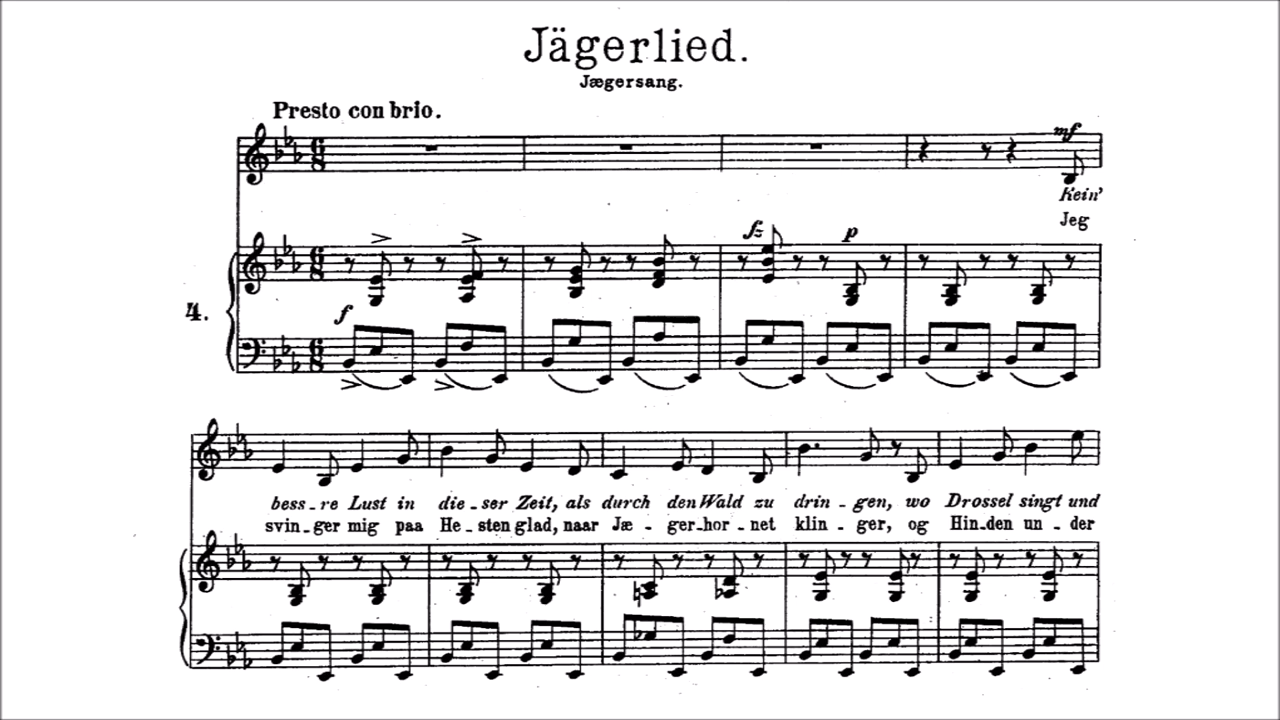 Jägerlied.
Jægersang.
Presto con brio.
mf
Kein'
Jeg
fz p
4.
f
bess - re Lust in die - ser Zeit, als durch den Wald zu drin - gen, wo Drossel singt und
svin - ger mig paa He - sten glad, naar Jæ - ger - hor - net klin - ger, og Hin - den un - der